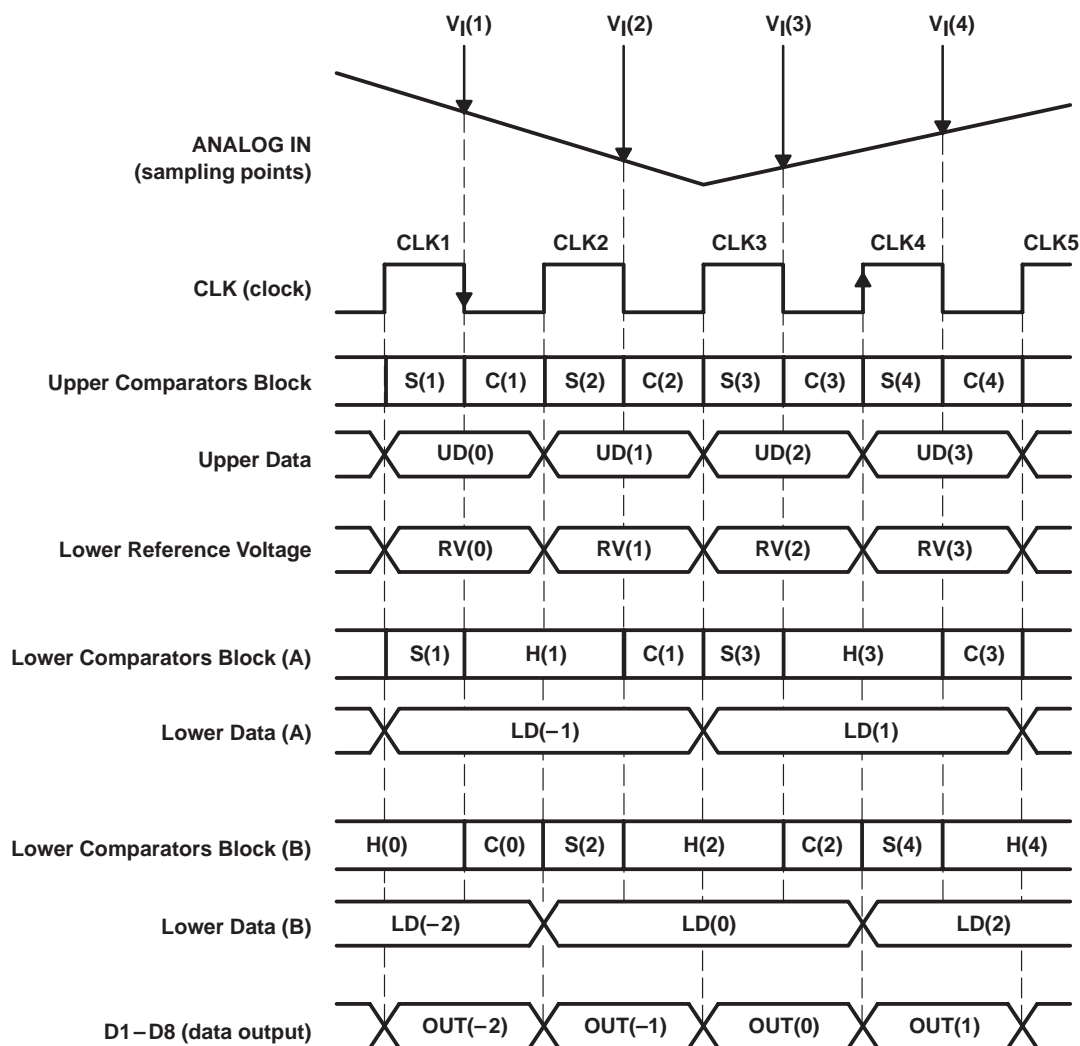 VI(1) VI(2) VI(3) VI(4)
ANALOG IN
(sampling points)
CLK1 CLK2 CLK3 CLK4 CLK5
CLK (clock)
Upper Comparators Block S(1) C(1) S(2) C(2) S(3) C(3) S(4) C(4)
Upper Data UD(0) UD(1) UD(2) UD(3)
Lower Reference Voltage RV(0) RV(1) RV(2) RV(3)
Lower Comparators Block (A) S(1) H(1) C(1) S(3) H(3) C(3)
Lower Data (A) LD(−1) LD(1)
Lower Comparators Block (B) H(0) C(0) S(2) H(2) C(2) S(4) H(4)
Lower Data (B) LD(−2) LD(0) LD(2)
D1−D8 (data output) OUT(−2) OUT(−1) OUT(0) OUT(1)